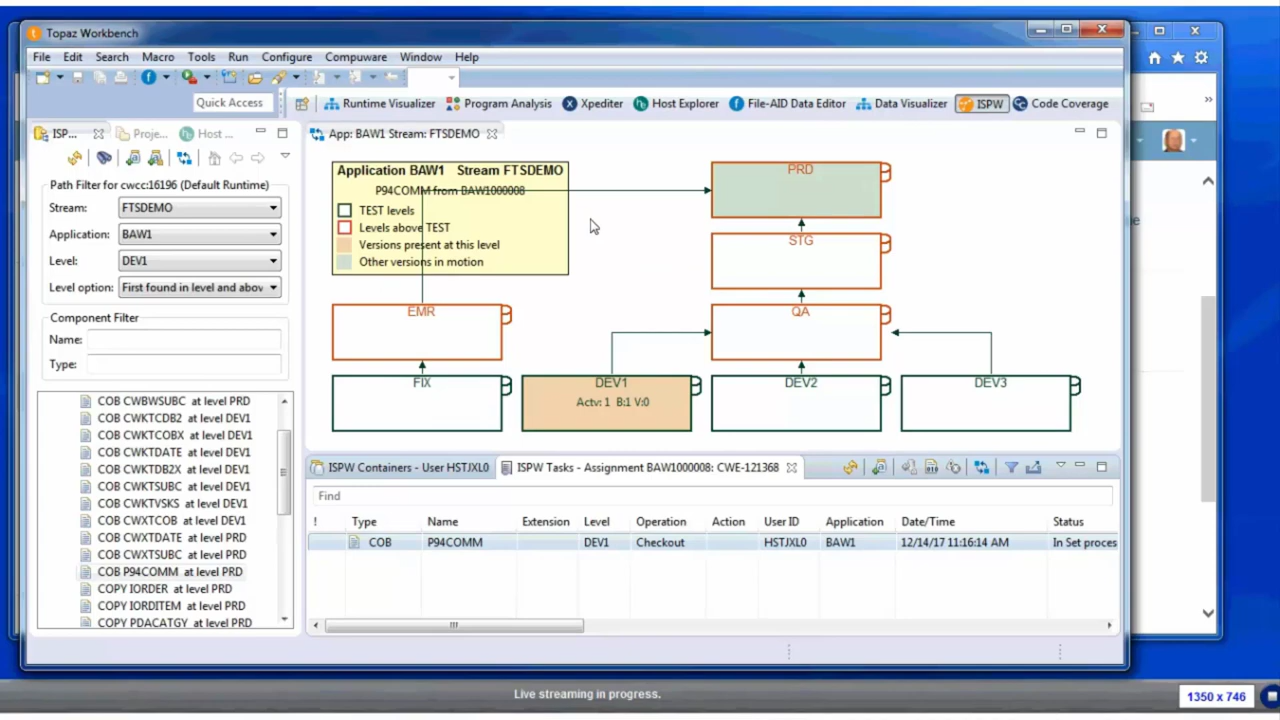 Topaz Workbench
File Edit Search Macro Tools Run Configure Compuware Window Help
Quick Access
Runtime Visualizer Program Analysis Xpediter Host Explorer File-AID Data Editor Data Visualizer ISPW Code Coverage
ISP... Proje... Host ...
Path Filter for cwcc:16196 (Default Runtime)
Stream: FTSDEMO
Application: BAW1
Level: DEV1
Level option: First found in level and abov
Component Filter
Name:
Type:
COB CWBWSUBC at level PRD
COB CWKTCDB2 at level DEV1
COB CWKTCOBX at level DEV1
COB CWKTDATE at level DEV1
COB CWKTDB2X at level DEV1
COB CWKTSUBC at level DEV1
COB CWKTVSKS at level DEV1
COB CWXTCOB at level DEV1
COB CWXTDATE at level PRD
COB CWXTSUBC at level PRD
COB P94COMM at level PRD
COPY IORDER at level PRD
COPY IORDITEM at level PRD
COPY PDACATGY at level PRD
App: BAW1 Stream: FTSDEMO
Application BAW1 Stream FTSDEMO
P94COMM from BAW1000008
TEST levels
Levels above TEST
Versions present at this level
Other versions in motion
PRD
STG
EMR
QA
FIX
DEV1
Actv: 1 B:1 V:0
DEV2
DEV3
ISPW Containers - User HSTJXL0 ISPW Tasks - Assignment BAW1000008: CWE-121368
Find
! Type Name Extension Level Operation Action User ID Application Date/Time Status
COB P94COMM DEV1 Checkout HSTJXL0 BAW1 12/14/17 11:16:14 AM In Set proces
Live streaming in progress.
1350 x 746